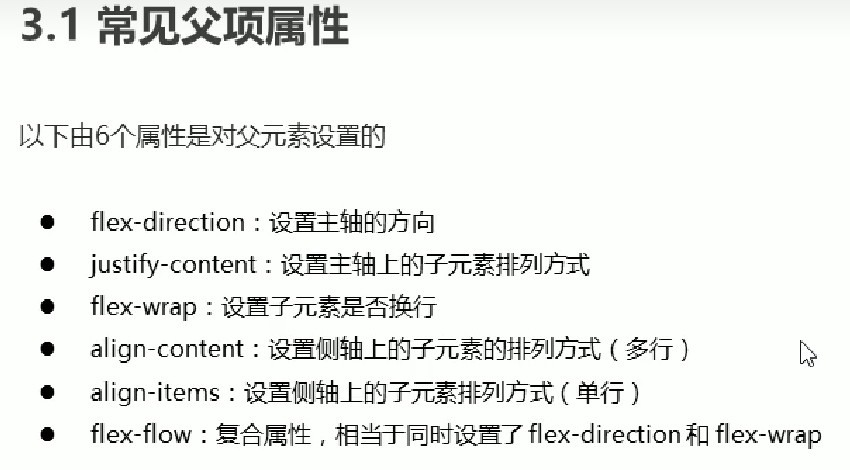 3.1 常见父项属性
以下由6个属性是对父元素设置的
● flex-direction：设置主轴的方向
● justify-content：设置主轴上的子元素排列方式
● flex-wrap：设置子元素是否换行
● align-content：设置侧轴上的子元素的排列方式（多行）
● align-items：设置侧轴上的子元素排列方式（单行）
● flex-flow：复合属性，相当于同时设置了 flex-direction 和 flex-wrap